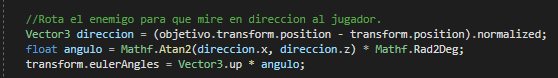 //Rota el enemigo para que mire en direccion al jugador.
Vector3 direccion = (objetivo.transform.position - transform.position).normalized;
float angulo = Mathf.Atan2(direccion.x, direccion.z) * Mathf.Rad2Deg;
transform.eulerAngles = Vector3.up * angulo;